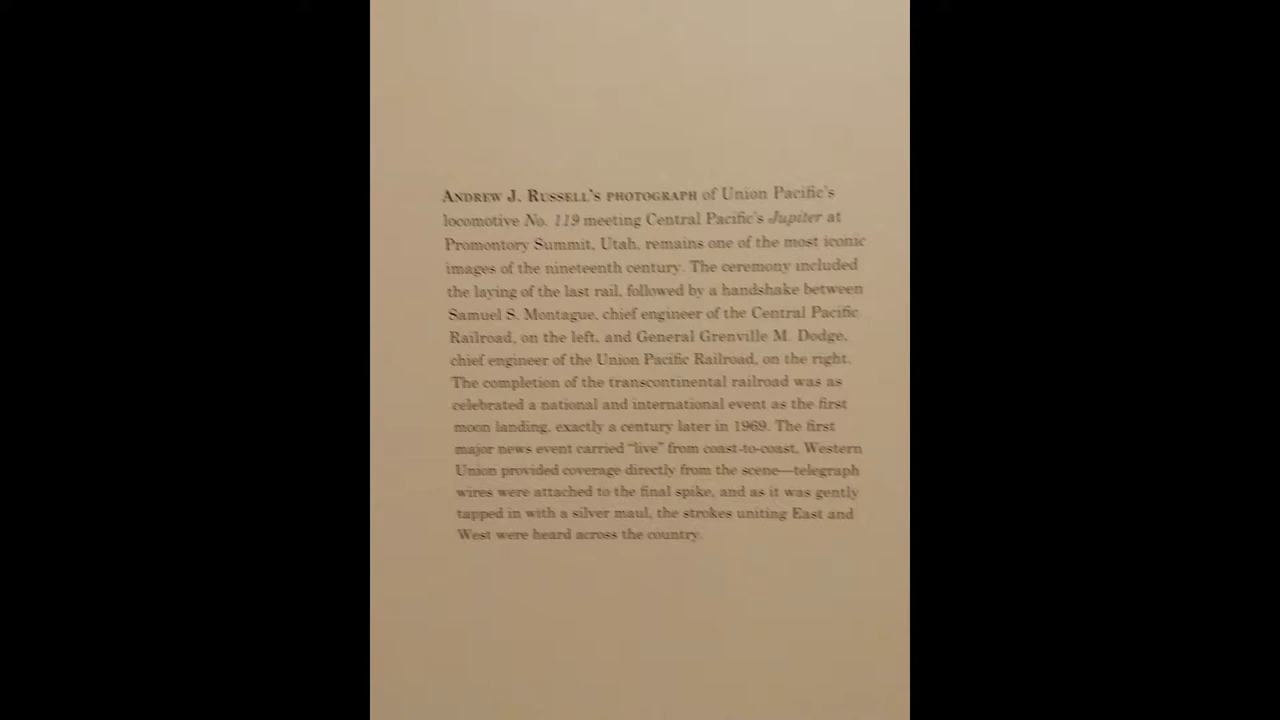 ANDREW J. RUSSELL'S PHOTOGRAPH of Union Pacific's
locomotive No. 119 meeting Central Pacific's Jupiter at
Promontory Summit, Utah, remains one of the most iconic
images of the nineteenth century. The ceremony included
the laying of the last rail, followed by a handshake between
Samuel S. Montague, chief engineer of the Central Pacific
Railroad, on the left, and General Grenville M. Dodge,
chief engineer of the Union Pacific Railroad, on the right.
The completion of the transcontinental railroad was as
celebrated a national and international event as the first
moon landing, exactly a century later in 1969. The first
major news event carried "live" from coast-to-coast, Western
Union provided coverage directly from the scene—telegraph
wires were attached to the final spike, and as it was gently
tapped in with a silver maul, the strokes uniting East and
West were heard across the country.